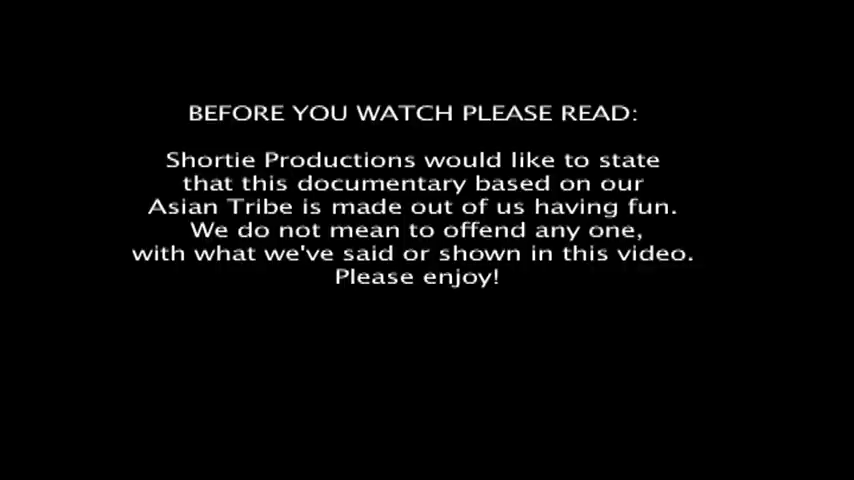 BEFORE YOU WATCH PLEASE READ:
Shortie Productions would like to state
that this documentary based on our
Asian Tribe is made out of us having fun.
We do not mean to offend any one,
with what we've said or shown in this video.
Please enjoy!